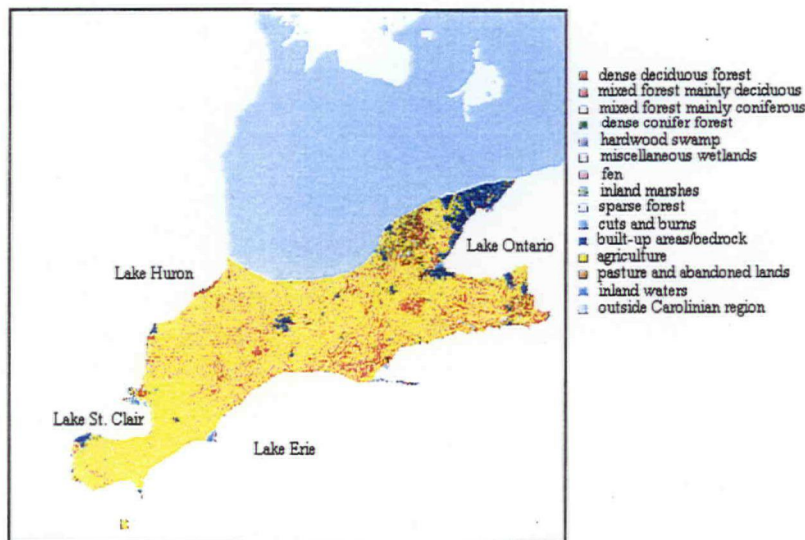 dense deciduous forest
mixed forest mainly deciduous
mixed forest mainly coniferous
dense conifer forest
hardwood swamp
miscellaneous wetlands
fen
inland marshes
sparse forest
cuts and burns
built-up areas/bedrock
agriculture
pasture and abandoned lands
inland waters
outside Carolinian region
Lake Ontario
Lake Huron
Lake St. Clair
Lake Erie